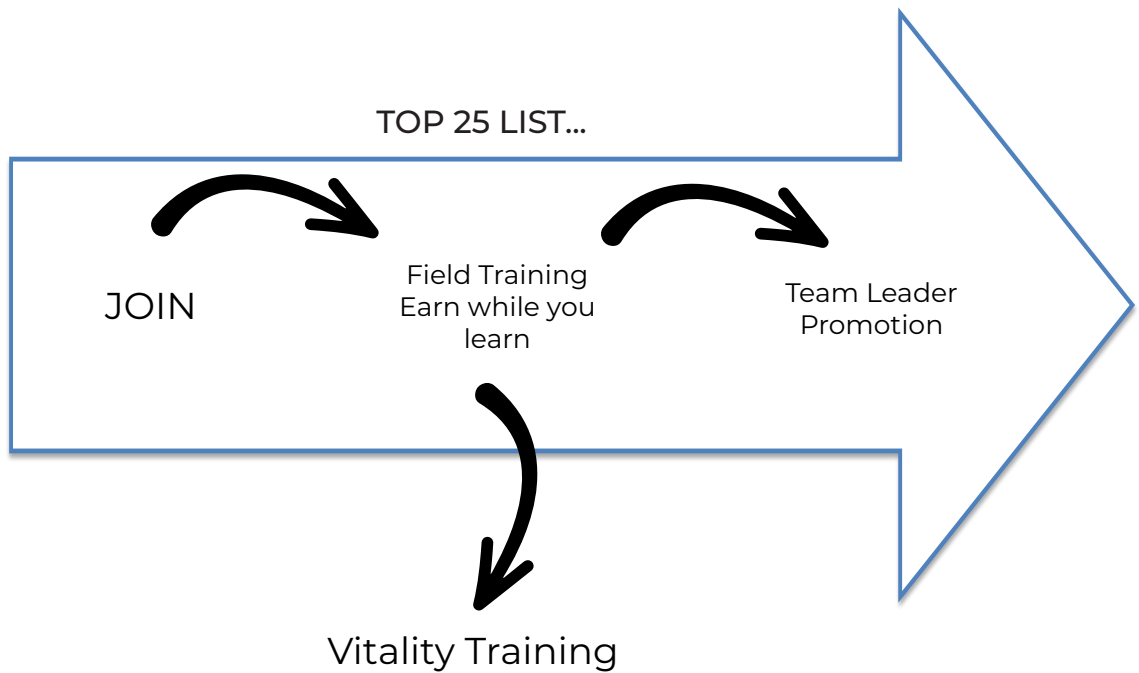 TOP 25 LIST...
JOIN
Field Training
Earn while you
learn
Team Leader
Promotion
Vitality Training